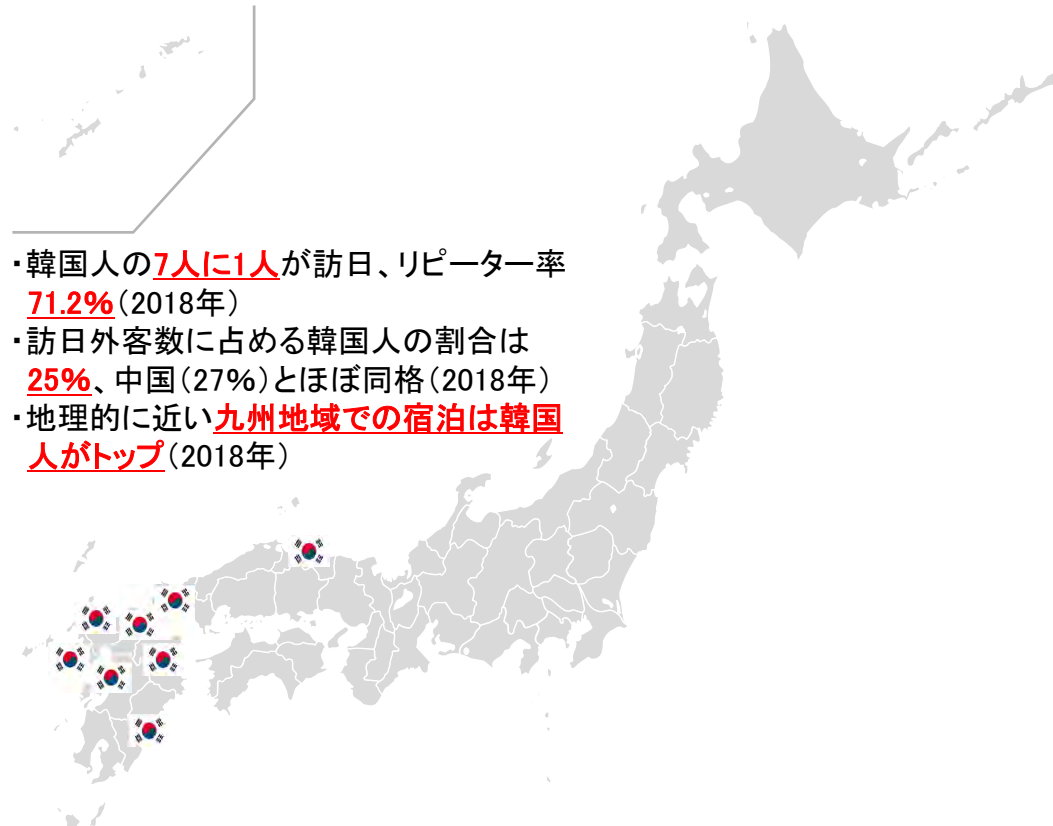 ・韓国人の7人に1人が訪日、リピーター率
71.2%(2018年)
・訪日外客数に占める韓国人の割合は
25%、中国(27%)とほぼ同格(2018年)
・地理的に近い九州地域での宿泊は韓国
人がトップ(2018年)